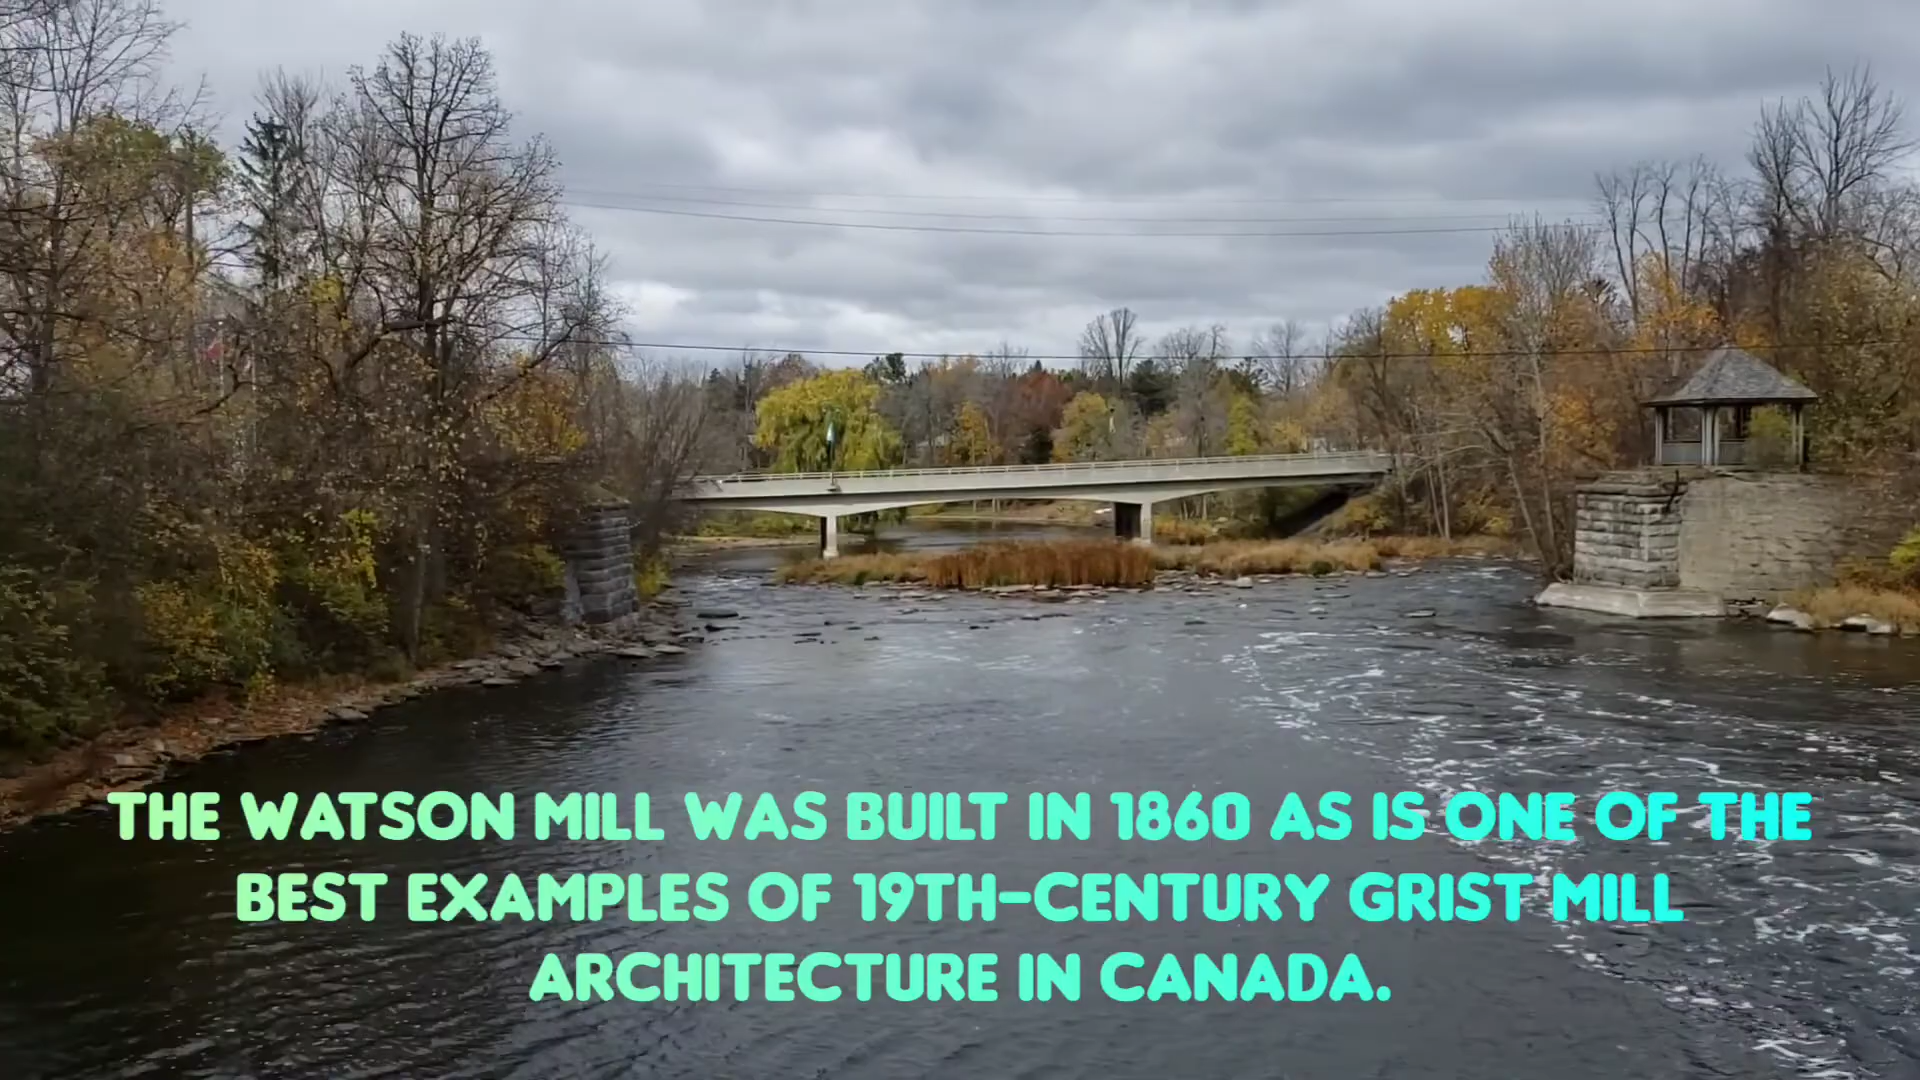 THE WATSON MILL WAS BUILT IN 1860 AS IS ONE OF THE
BEST EXAMPLES OF 19TH-CENTURY GRIST MILL
ARCHITECTURE IN CANADA.